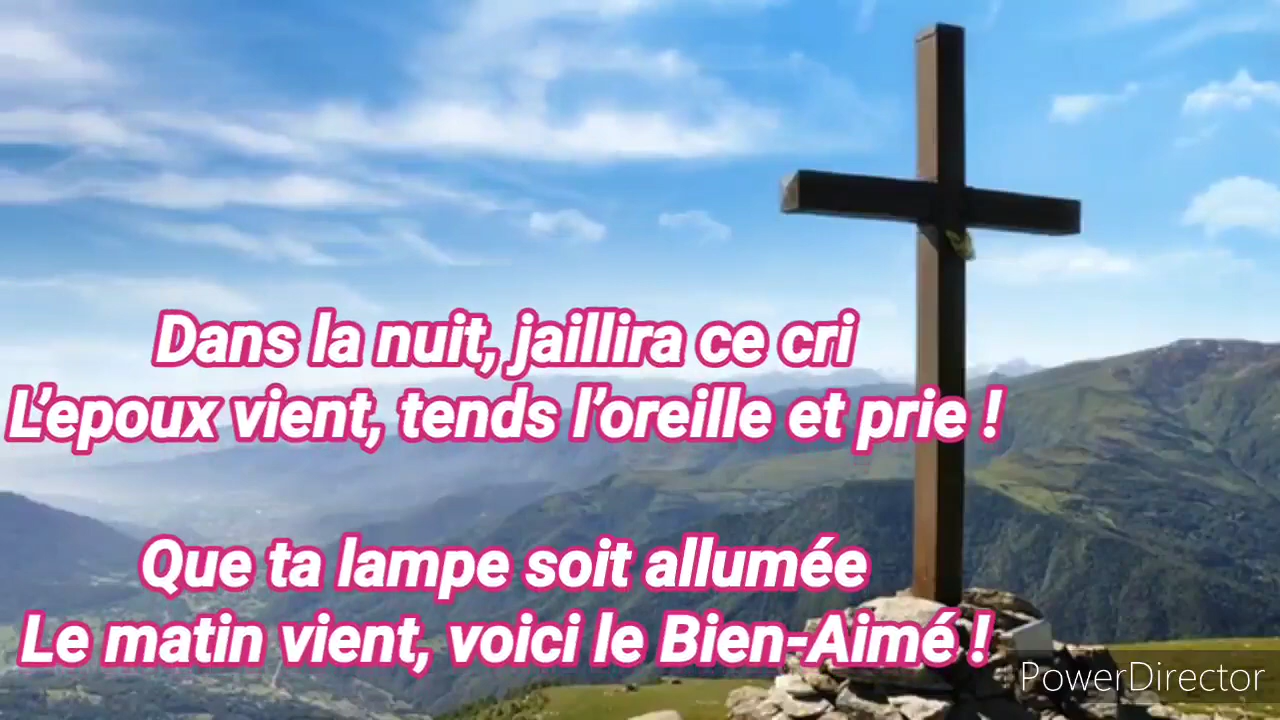 Dans la nuit, jaillira ce cri
L’epoux vient, tends l’oreille et prie !
Que ta lampe soit allumée
Le matin vient, voici le Bien-Aimé !
PowerDirector